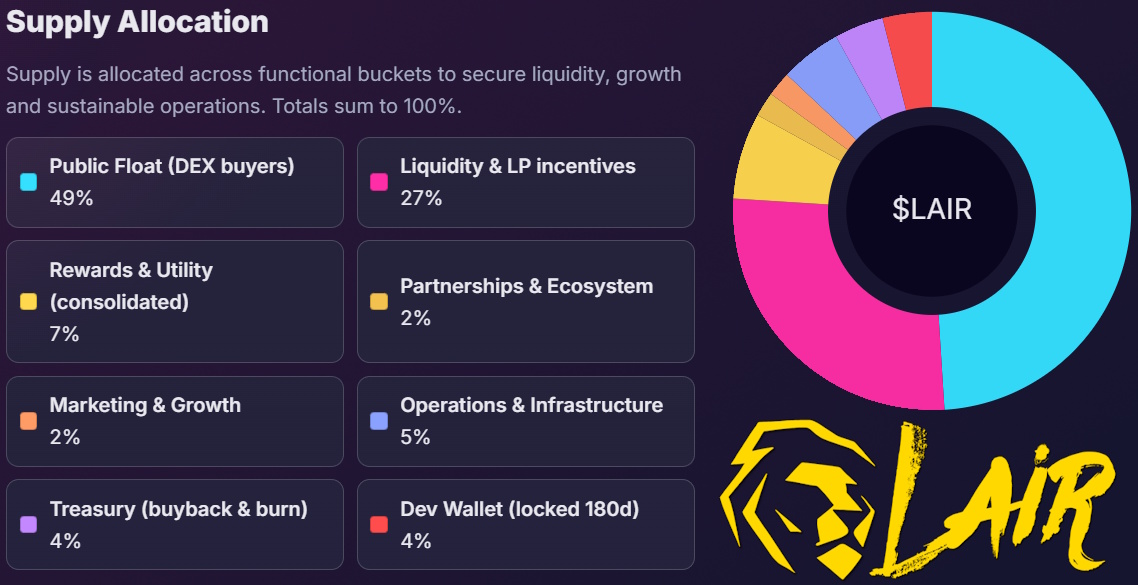 Supply Allocation
Supply is allocated across functional buckets to secure liquidity, growth
and sustainable operations. Totals sum to 100%.
Public Float (DEX buyers)
49%
Liquidity & LP incentives
27%
Rewards & Utility
(consolidated)
7%
Partnerships & Ecosystem
2%
Marketing & Growth
2%
Operations & Infrastructure
5%
Treasury (buyback & burn)
4%
Dev Wallet (locked 180d)
4%
$LAIR
LAiR